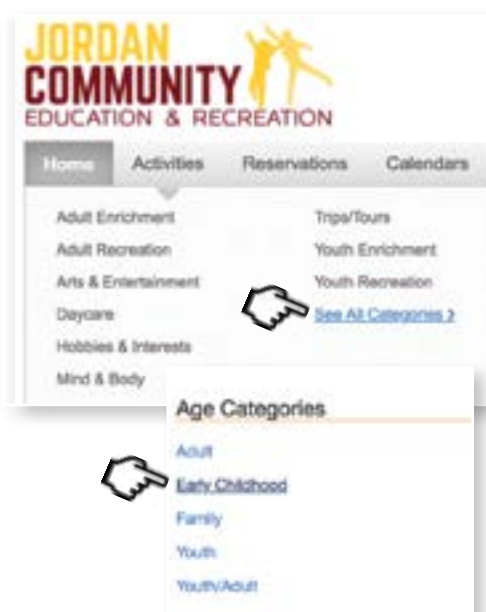 JORDAN
COMMUNITY
EDUCATION & RECREATION
Home Activities Reservations Calendars
Adult Enrichment Trips/Tours
Adult Recreation Youth Enrichment
Arts & Entertainment Youth Recreation
Daycare See All Categories >
Hobbies & Interests
Mind & Body
Age Categories
Adult
Early Childhood
Family
Youth
Youth/Adult